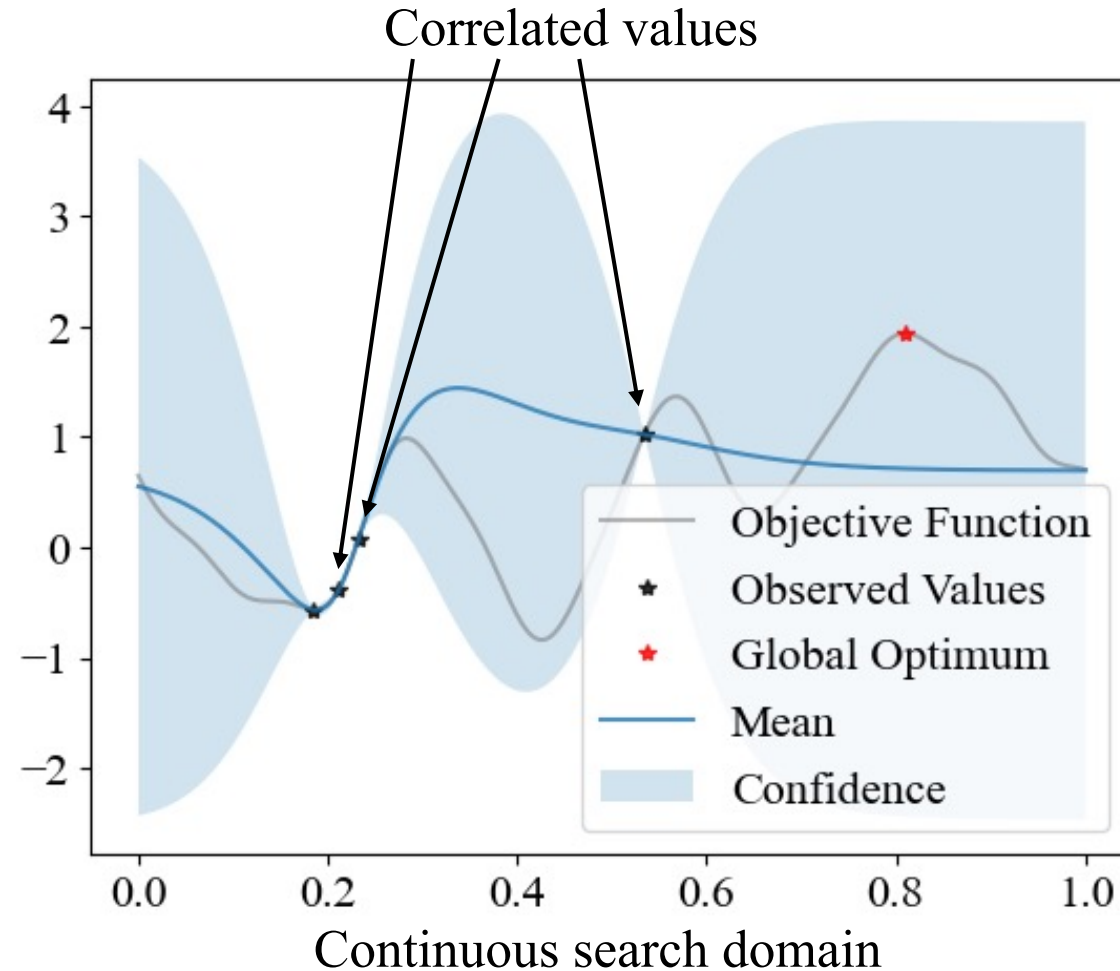 Correlated values
4
3
2
1
0
−1
−2
Objective Function
Observed Values
Global Optimum
Mean
Confidence
0.0 0.2 0.4 0.6 0.8 1.0
Continuous search domain